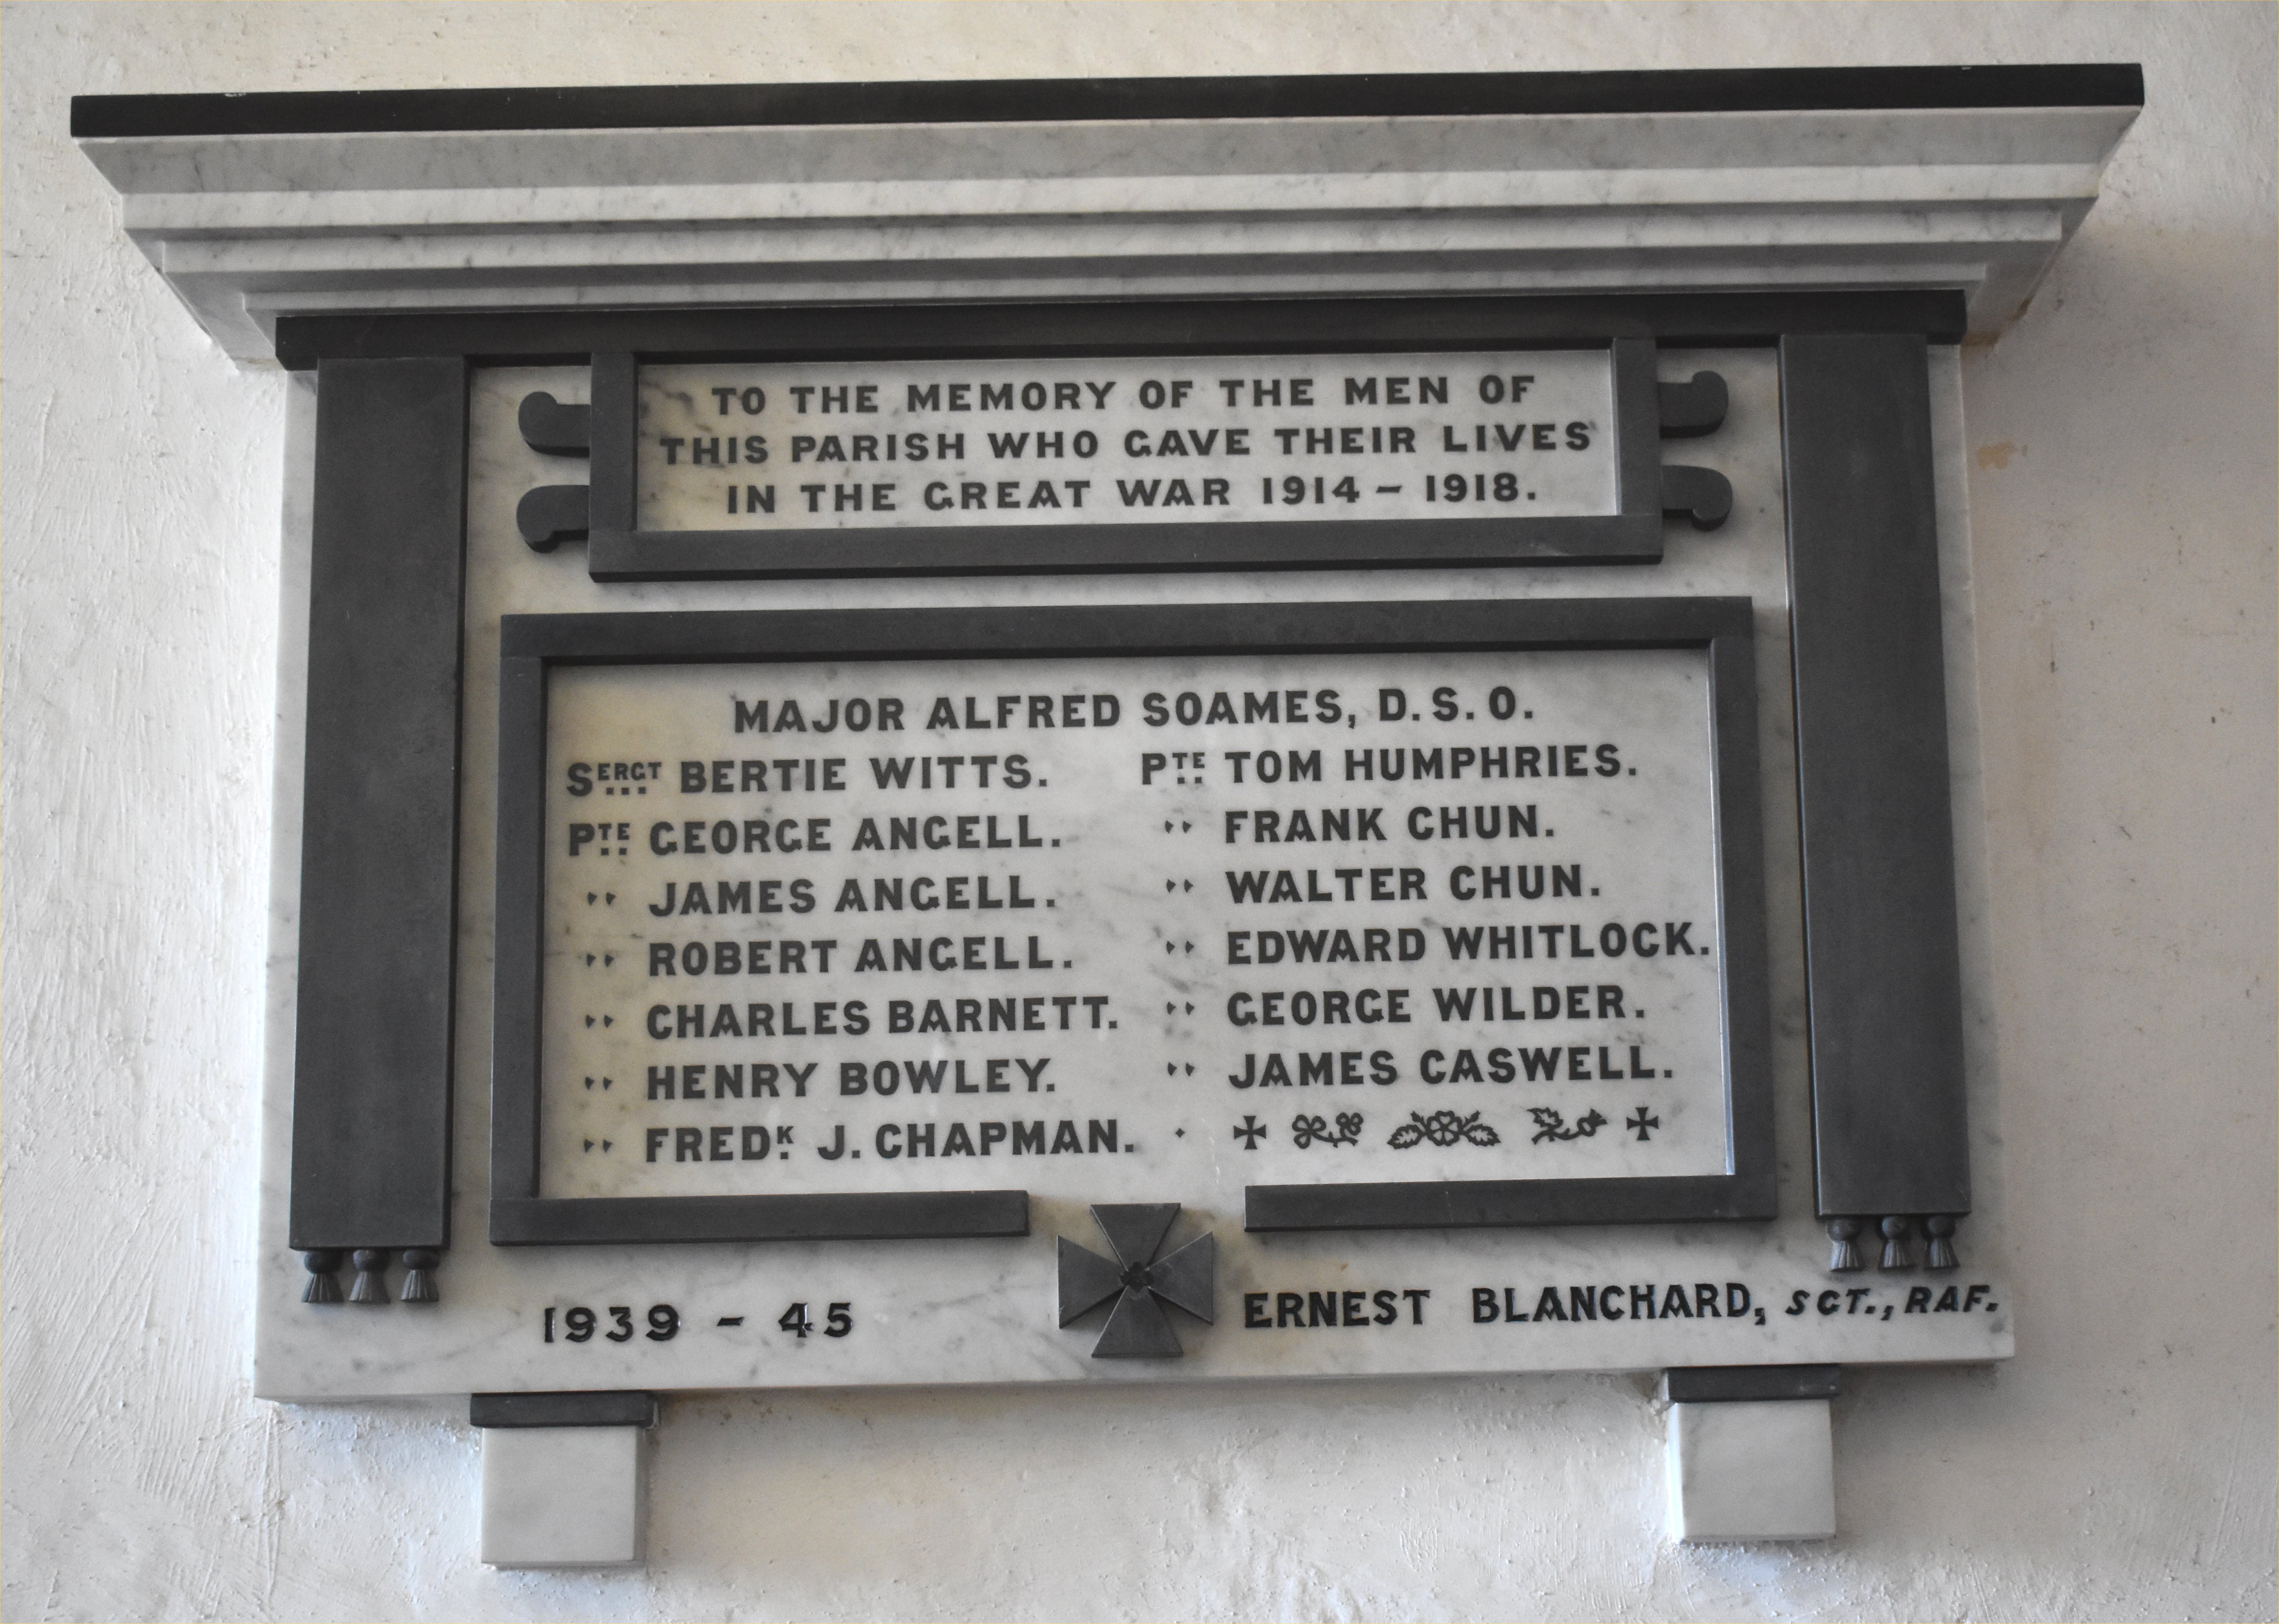 TO THE MEMORY OF THE MEN OF
THIS PARISH WHO GAVE THEIR LIVES
IN THE GREAT WAR 1914 – 1918.
MAJOR ALFRED SOAMES, D.S.O.
SERGT BERTIE WITTS.
PTE GEORGE ANGELL.
" JAMES ANGELL.
" ROBERT ANGELL.
" CHARLES BARNETT.
" HENRY BOWLEY.
" FREDK J. CHAPMAN.
PTE TOM HUMPHRIES.
" FRANK CHUN.
" WALTER CHUN.
" EDWARD WHITLOCK.
" GEORGE WILDER.
" JAMES CASWELL.
1939 – 45
ERNEST BLANCHARD, SGT., RAF.